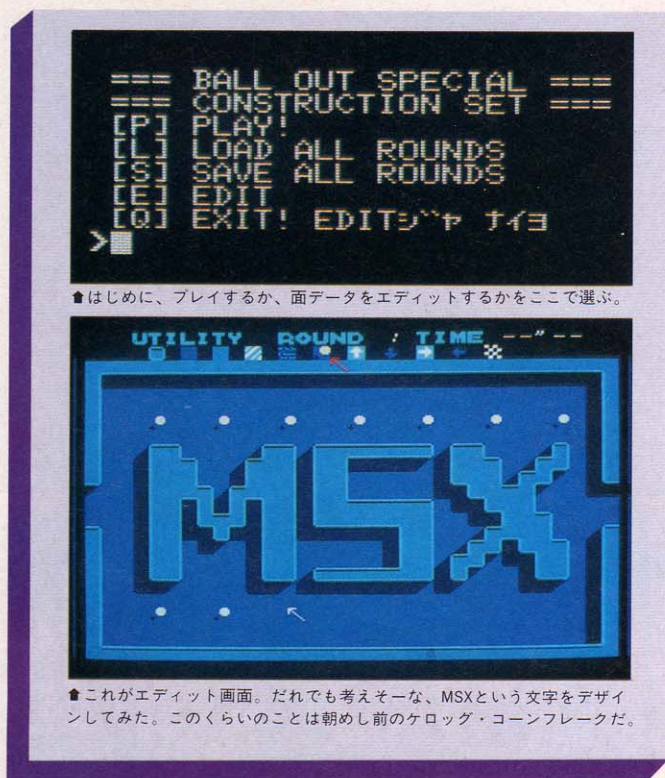 === BALL OUT SPECIAL ===
=== CONSTRUCTION SET ===
[P] PLAY!
[L] LOAD ALL ROUNDS
[S] SAVE ALL ROUNDS
[E] EDIT
[Q] EXIT! EDITジャ ナイヨ
>
⬆はじめに、プレイするか、面データをエディットするかをここで選ぶ。
UTILITY ROUND : TIME --"--
MSX
⬆これがエディット画面。だれでも考えそーな、MSXという文字をデザイ
ンしてみた。このくらいのことは朝めし前のケロッグ・コーンフレークだ。